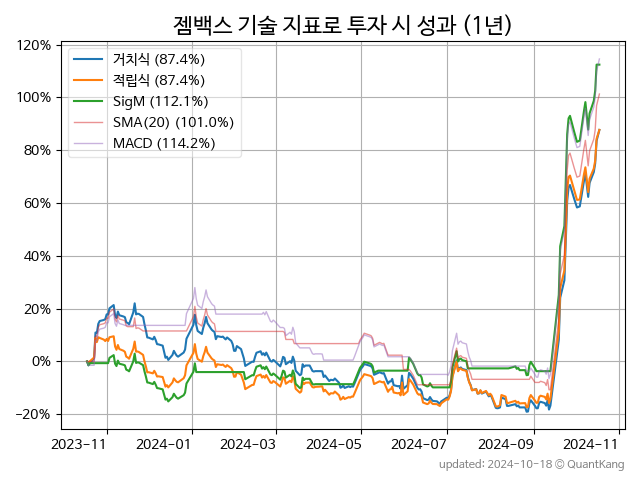 젬백스 기술 지표로 투자 시 성과 (1년)
거치식 (87.4%)
적립식 (87.4%)
SigM (112.1%)
SMA(20) (101.0%)
MACD (114.2%)
120%
100%
80%
60%
40%
20%
0%
−20%
2023-11
2024-01
2024-03
2024-05
2024-07
2024-09
2024-11
updated: 2024-10-18 © QuantKang